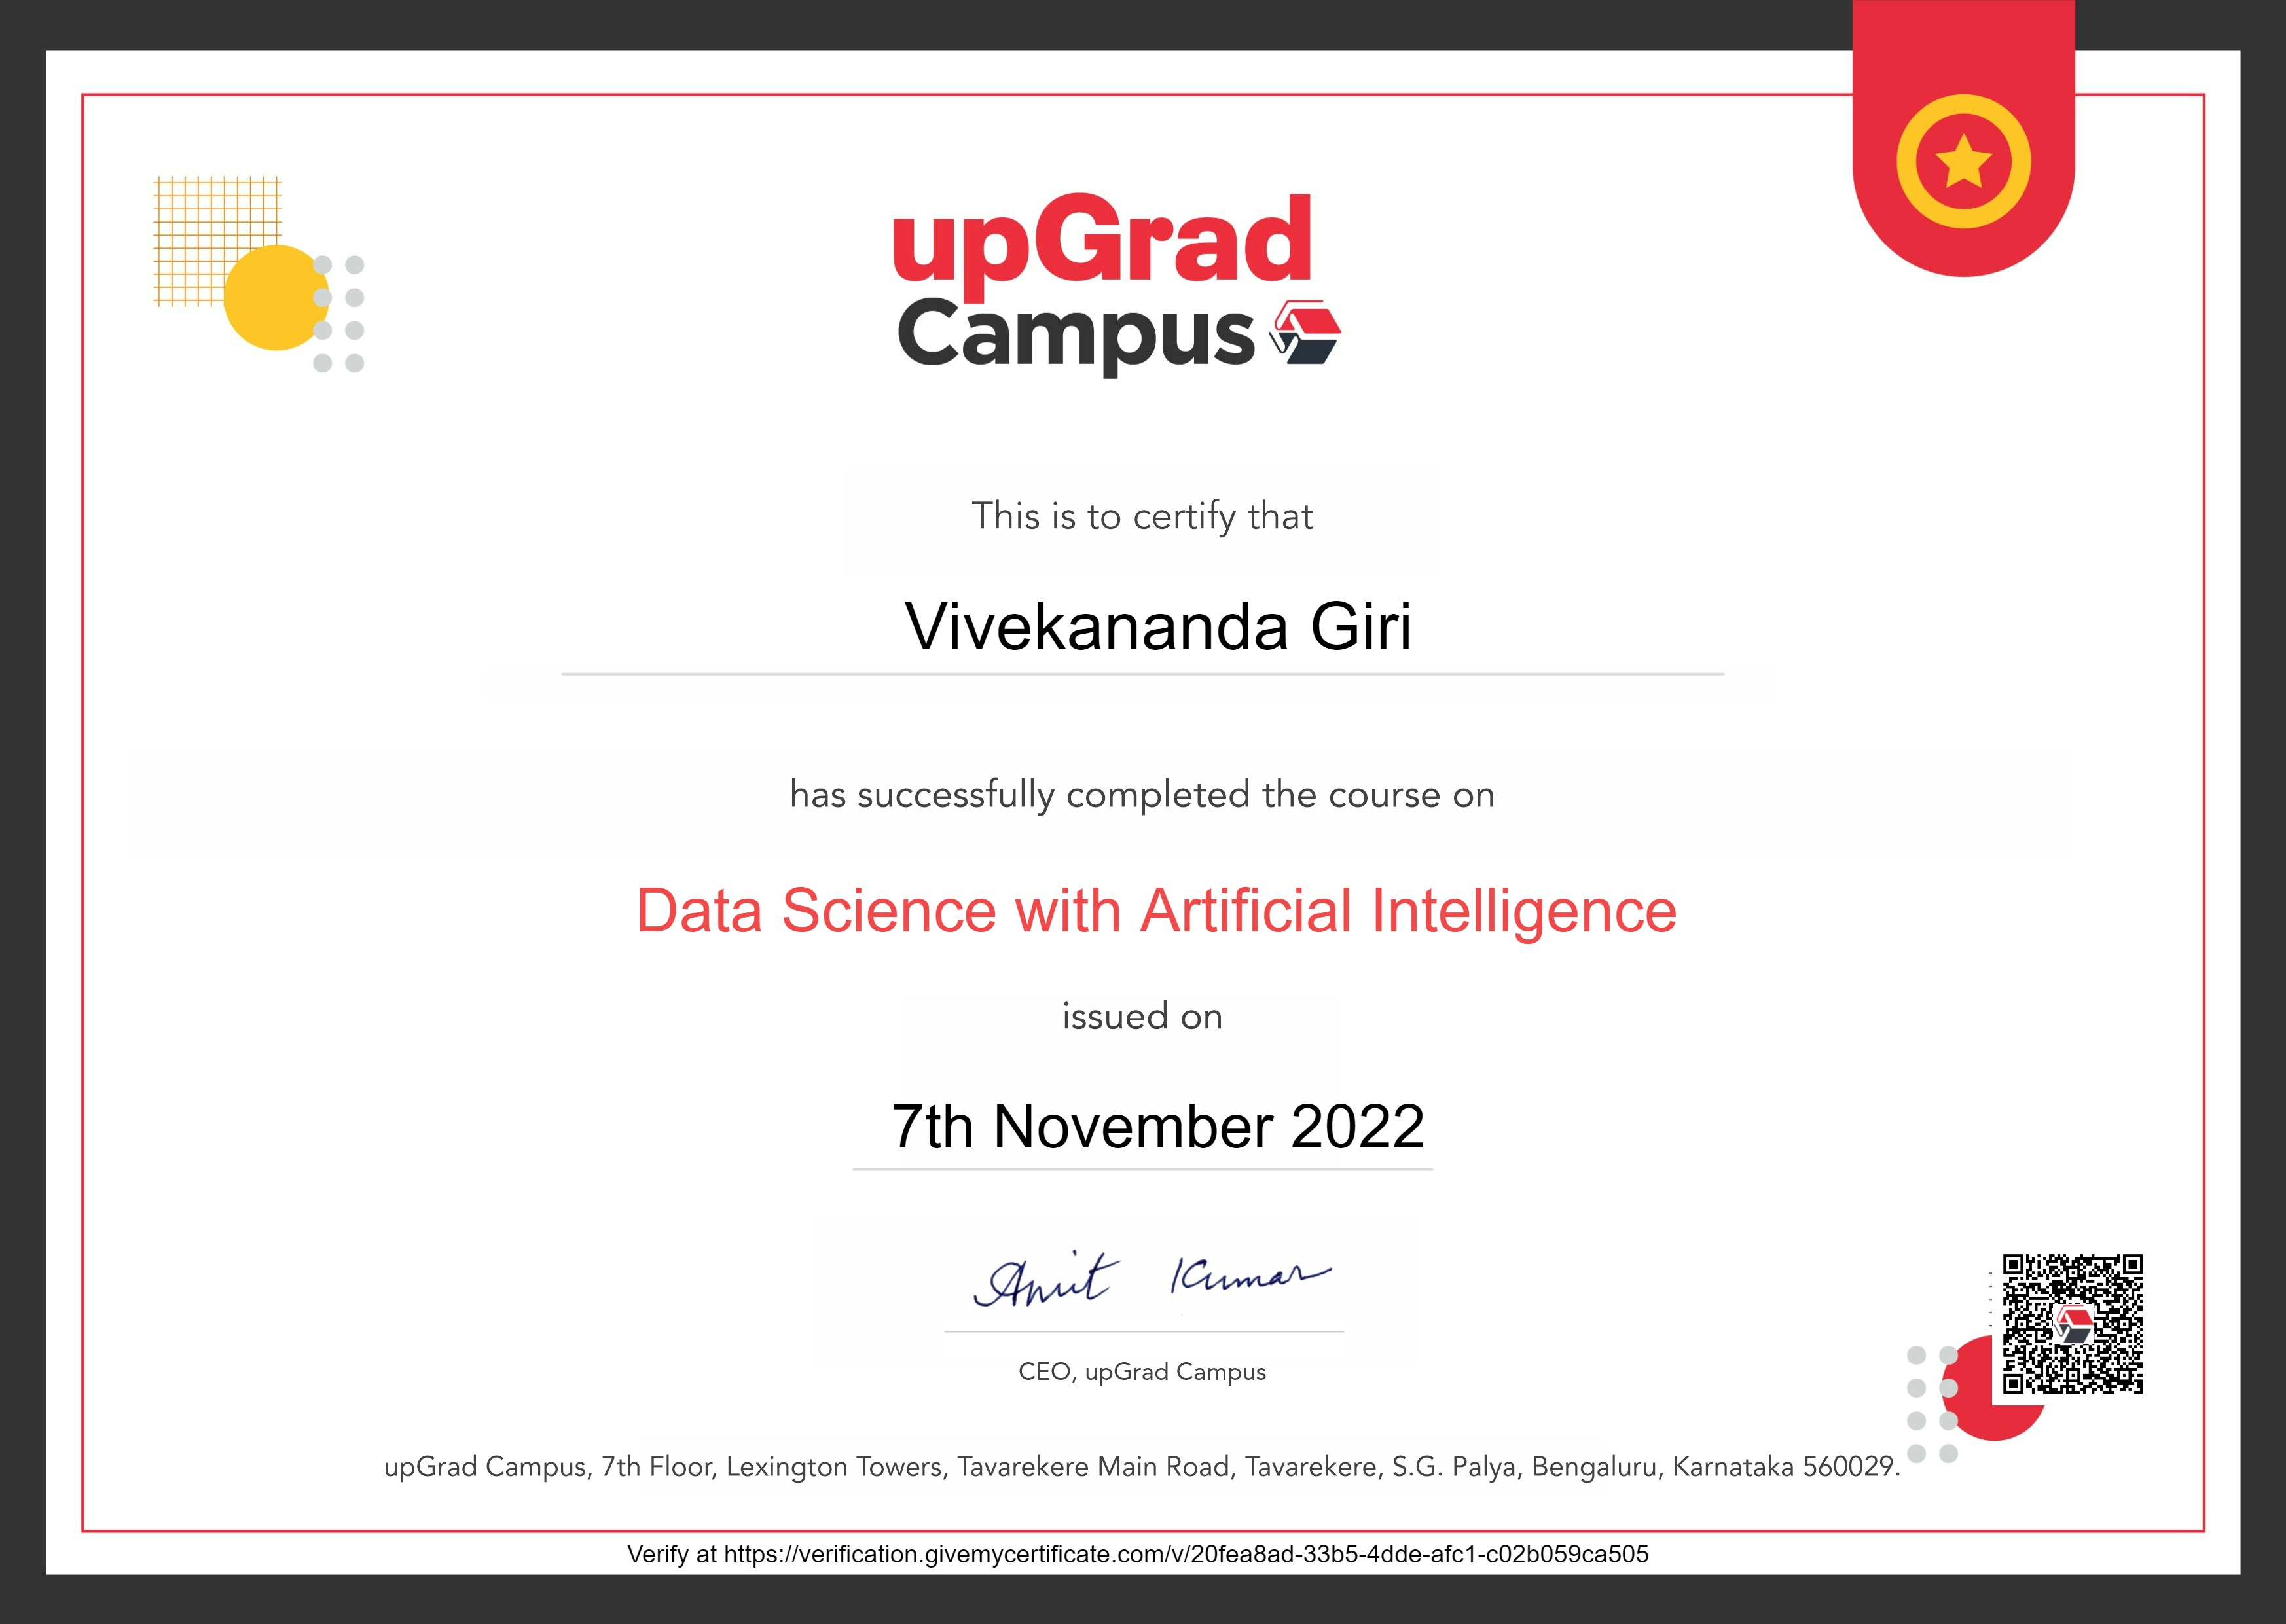 upGrad
Campus
This is to certify that
Vivekananda Giri
has successfully completed the course on
Data Science with Artificial Intelligence
issued on
7th November 2022
Amit Kumar
CEO, upGrad Campus
upGrad Campus, 7th Floor, Lexington Towers, Tavarekere Main Road, Tavarekere, S.G. Palya, Bengaluru, Karnataka 560029.
Verify at https://verification.givemycertificate.com/v/20fea8ad-33b5-4dde-afc1-c02b059ca505